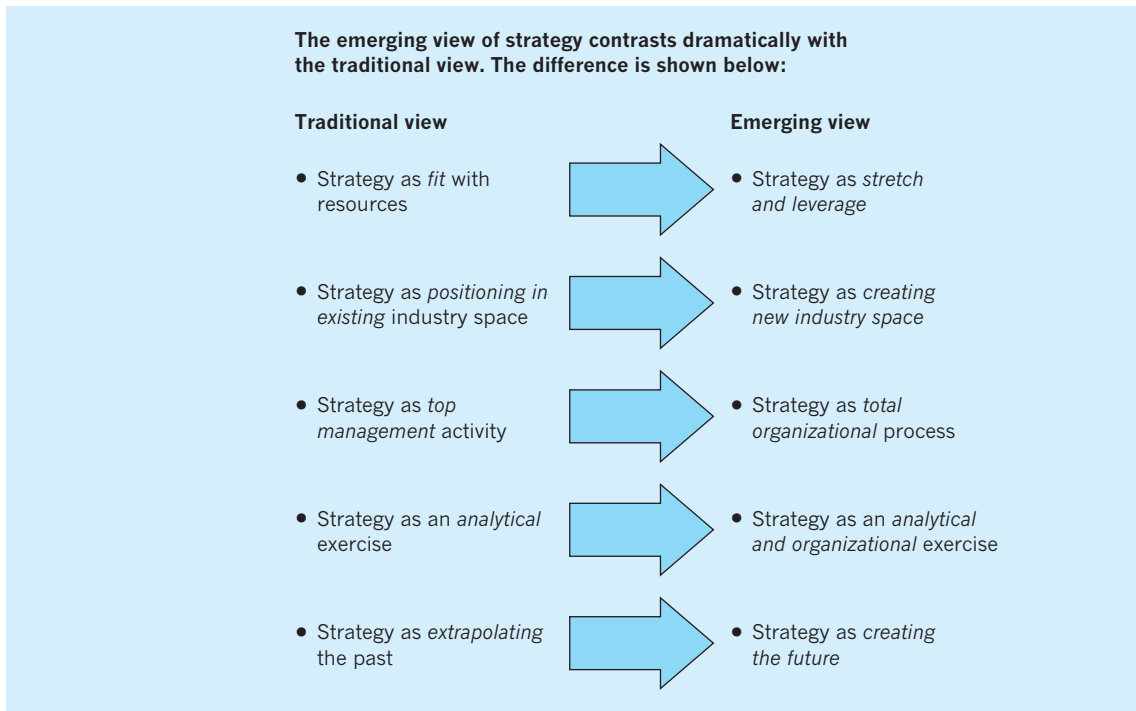 The emerging view of strategy contrasts dramatically with
the traditional view. The difference is shown below:
Traditional view
Emerging view
• Strategy as fit with
resources
• Strategy as stretch
and leverage
• Strategy as positioning in
existing industry space
• Strategy as creating
new industry space
• Strategy as top
management activity
• Strategy as total
organizational process
• Strategy as an analytical
exercise
• Strategy as an analytical
and organizational exercise
• Strategy as extrapolating
the past
• Strategy as creating
the future